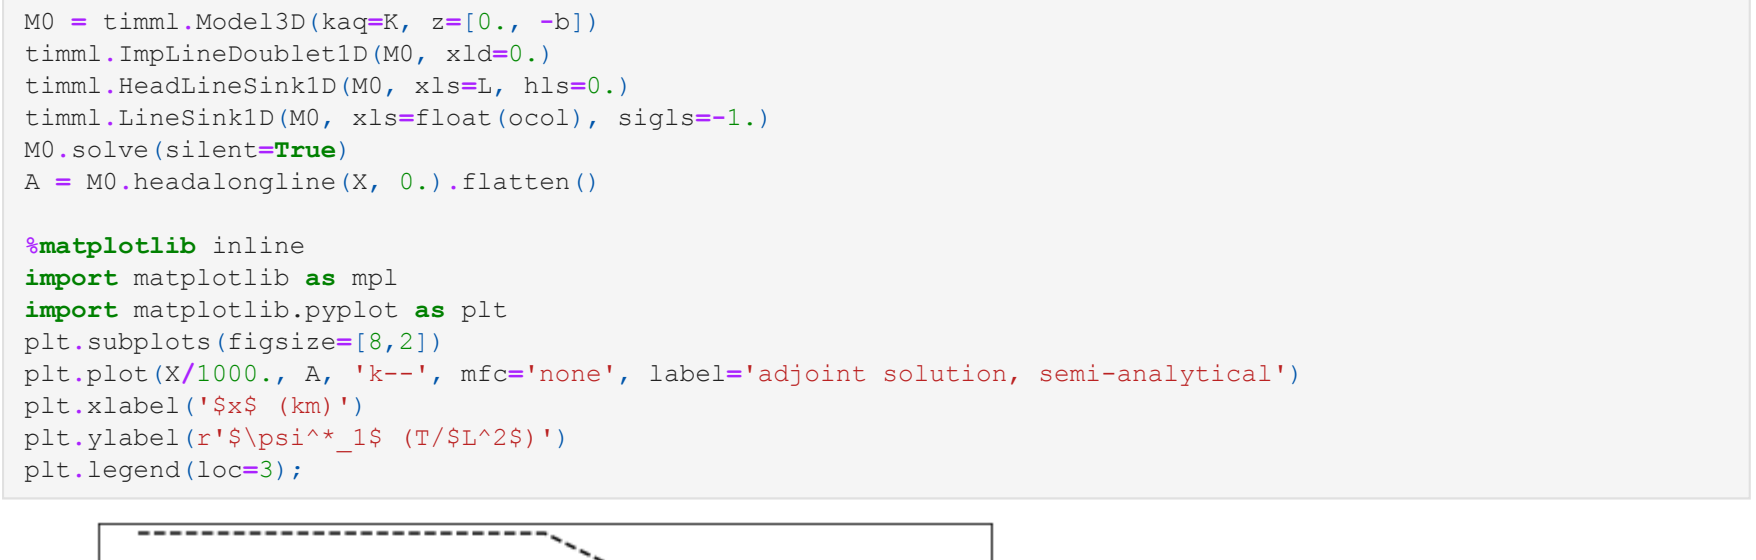 M0 = timml.Model3D(kaq=K, z=[0., -b])
timml.ImpLineDoublet1D(M0, xld=0.)
timml.HeadLineSink1D(M0, xls=L, hls=0.)
timml.LineSink1D(M0, xls=float(ocol), sigls=-1.)
M0.solve(silent=True)
A = M0.headalongline(X, 0.).flatten()
%matplotlib inline
import matplotlib as mpl
import matplotlib.pyplot as plt
plt.subplots(figsize=[8,2])
plt.plot(X/1000., A, 'k--', mfc='none', label='adjoint solution, semi-analytical')
plt.xlabel('$x$ (km)')
plt.ylabel(r'$\psi^*_1$ (T/$L^2$)')
plt.legend(loc=3);